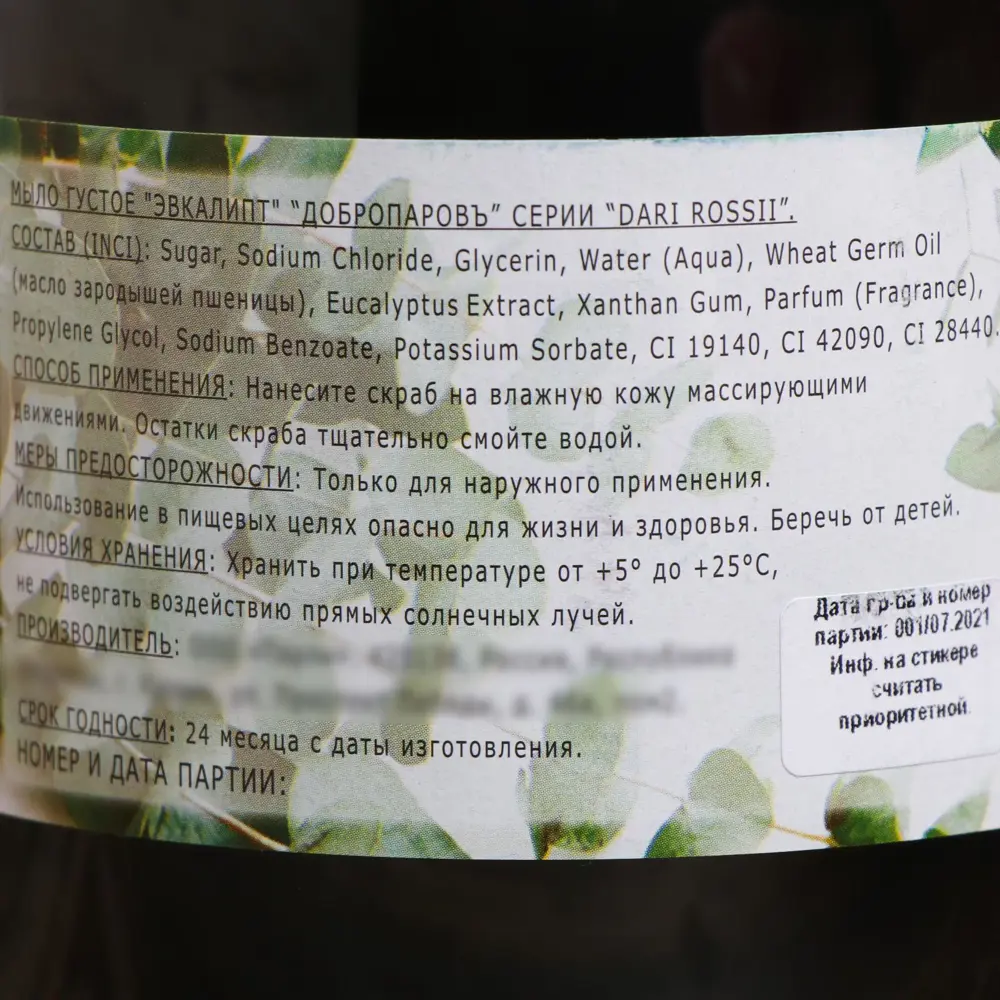 МЫЛО ГУСТОЕ "ЭВКАЛИПТ" “ДОБРОПАРОВЪ” СЕРИИ “DARI ROSSII”.
СОСТАВ (INCI): Sugar, Sodium Chloride, Glycerin, Water (Aqua), Wheat Germ Oil
(масло зародышей пшеницы), Eucalyptus Extract, Xanthan Gum, Parfum (Fragrance),
Propylene Glycol, Sodium Benzoate, Potassium Sorbate, CI 19140, CI 42090, CI 28440.
СПОСОБ ПРИМЕНЕНИЯ: Нанесите скраб на влажную кожу массирующими
движениями. Остатки скраба тщательно смойте водой.
МЕРЫ ПРЕДОСТОРОЖНОСТИ: Только для наружного применения.
Использование в пищевых целях опасно для жизни и здоровья. Беречь от детей.
УСЛОВИЯ ХРАНЕНИЯ: Хранить при температуре от +5° до +25°С,
не подвергать воздействию прямых солнечных лучей.
ПРОИЗВОДИТЕЛЬ:
СРОК ГОДНОСТИ: 24 месяца с даты изготовления.
НОМЕР И ДАТА ПАРТИИ:
Дата пр-ва и номер
партии: 001/07.2021
Инф. на стикере
считать
приоритетной.